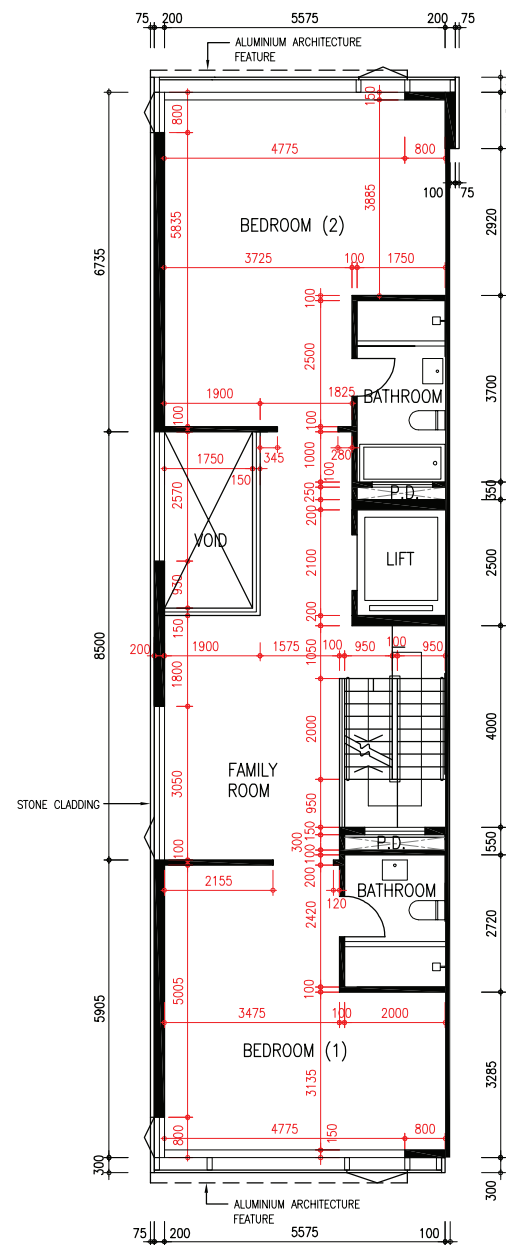 75 200 5575 200 75
ALUMINIUM ARCHITECTURE
FEATURE
150
800
4775 800
100 75
5835
3885
2920
BEDROOM (2)
6735
3725 100 1750
100
2500
3700
BATHROOM
1900 1825
100
100
345 280
1000
100
1750
150
2570
250
P.D.
350
200
VOID
2100
LIFT
2500
930
150
200
8500
200 1900 1575 100 950 100 950
1050
1800
2000
4000
FAMILY
ROOM
3050
950
STONE CLADDING
150
300
P.D.
550
100
100
200
2155 120
BATHROOM
2420
2720
5005
100
5905
3475 100 2000
BEDROOM (1)
3135
3285
4775 800
800
150
300
300
ALUMINIUM ARCHITECTURE
FEATURE
75 200 5575 100